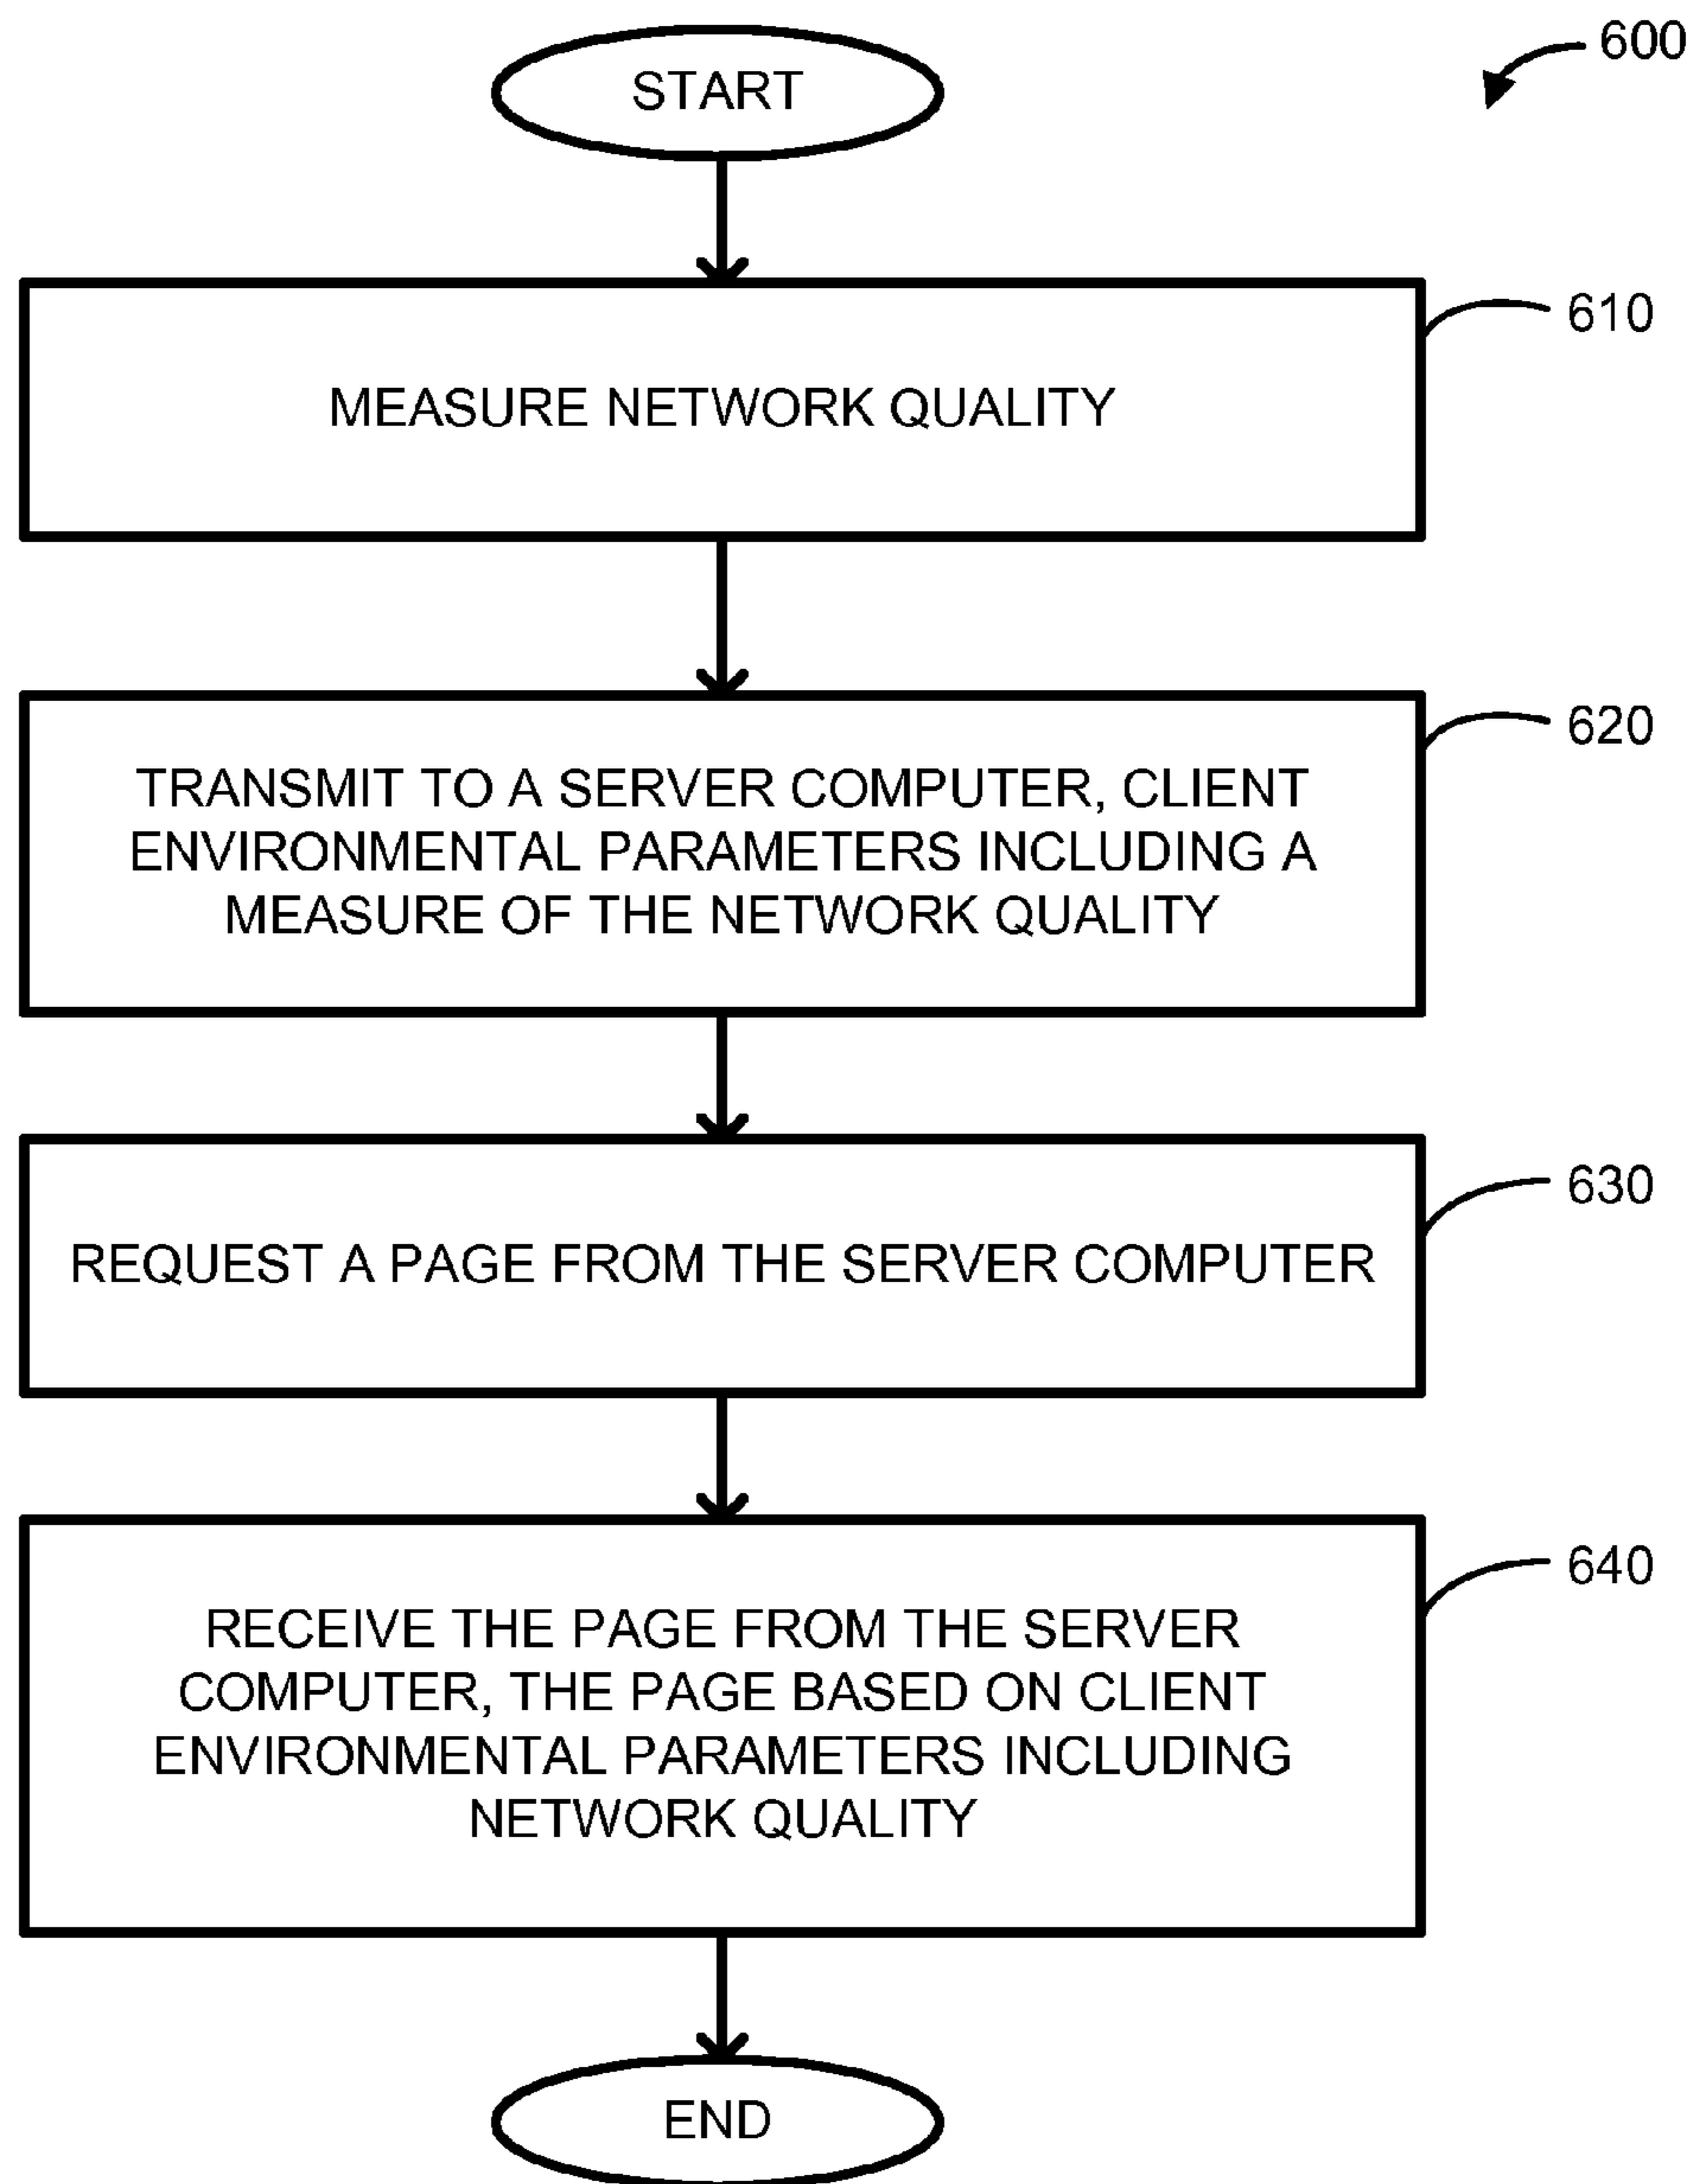 START
600
610
MEASURE NETWORK QUALITY
620
TRANSMIT TO A SERVER COMPUTER, CLIENT
ENVIRONMENTAL PARAMETERS INCLUDING A
MEASURE OF THE NETWORK QUALITY
630
REQUEST A PAGE FROM THE SERVER COMPUTER
640
RECEIVE THE PAGE FROM THE SERVER
COMPUTER, THE PAGE BASED ON CLIENT
ENVIRONMENTAL PARAMETERS INCLUDING
NETWORK QUALITY
END